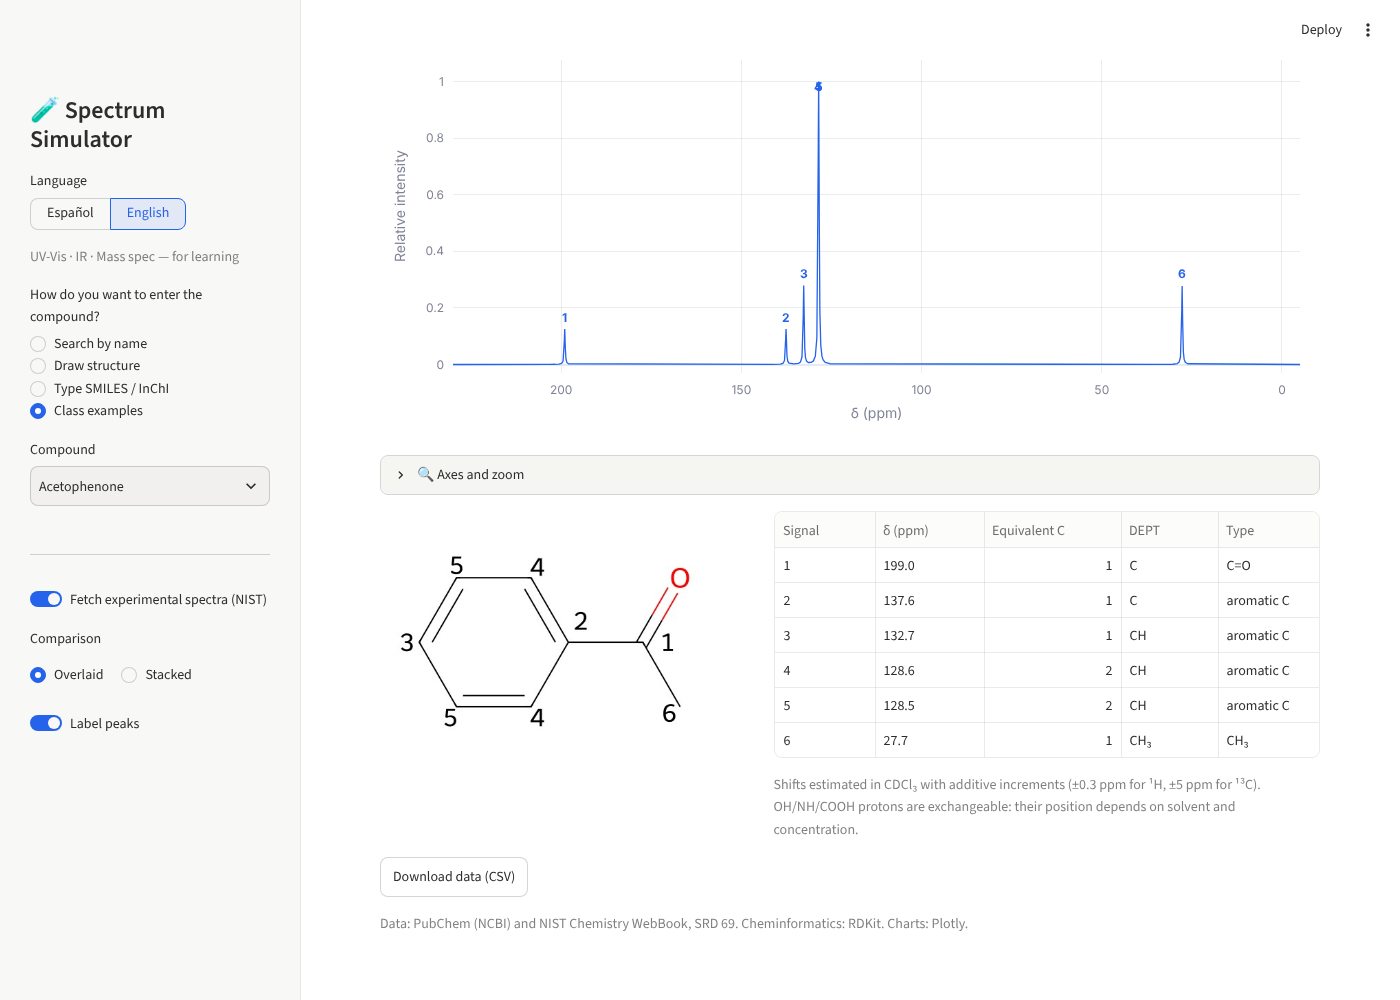 Deploy
🧪 Spectrum
Simulator
Language
Español English
UV-Vis · IR · Mass spec — for learning
How do you want to enter the
compound?
Search by name
Draw structure
Type SMILES / InChI
Class examples
Compound
Acetophenone
Fetch experimental spectra (NIST)
Comparison
Overlaid Stacked
Label peaks
Relative intensity
1
0.8
0.6
0.4
0.2
0
1
2
3
6
200 150 100 50 0
δ (ppm)
🔍 Axes and zoom
5 4
O
2
3
1
5 4
6
Signal δ (ppm) Equivalent C DEPT Type
1 199.0 1 C C=O
2 137.6 1 C aromatic C
3 132.7 1 CH aromatic C
4 128.6 2 CH aromatic C
5 128.5 2 CH aromatic C
6 27.7 1 CH₃ CH₃
Shifts estimated in CDCl₃ with additive increments (±0.3 ppm for ¹H, ±5 ppm for ¹³C).
OH/NH/COOH protons are exchangeable: their position depends on solvent and
concentration.
Download data (CSV)
Data: PubChem (NCBI) and NIST Chemistry WebBook, SRD 69. Cheminformatics: RDKit. Charts: Plotly.